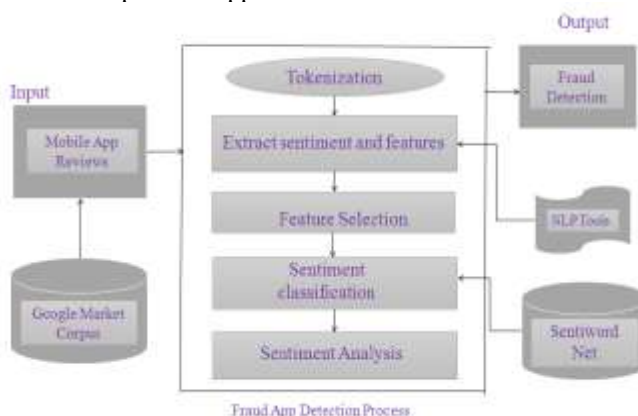 Output
Tokenization
Fraud
Detection
Input
Mobile App
Reviews
Extract sentiment and features
Feature Selection
NLP Tools
Sentiment
classification
Google Market
Corpus
Sentiword
Net
Sentiment Analysis
Fraud App Detection Process